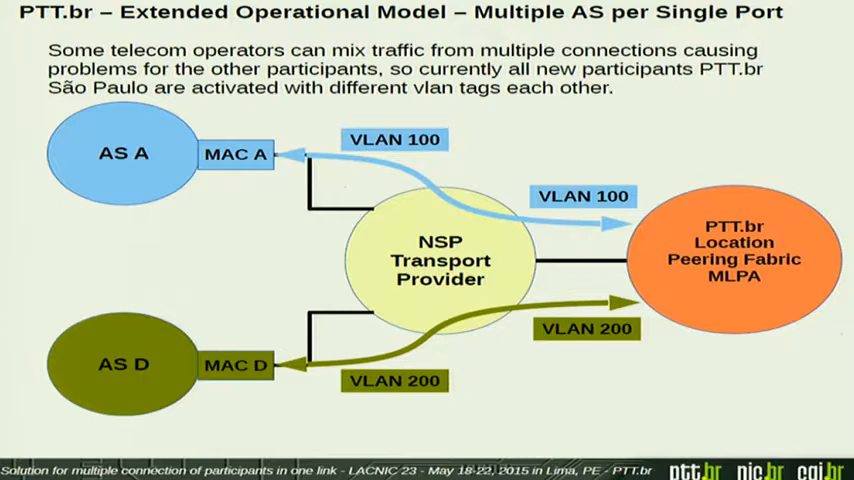 PTT.br – Extended Operational Model – Multiple AS per Single Port
Some telecom operators can mix traffic from multiple connections causing
problems for the other participants, so currently all new participants PTT.br
São Paulo are activated with different vlan tags each other.
AS A
MAC A
VLAN 100
VLAN 100
NSP
Transport
Provider
PTT.br
Location
Peering Fabric
MLPA
AS D
MAC D
VLAN 200
VLAN 200
Solution for multiple connection of participants in one link - LACNIC 23 - May 18-22, 2015 in Lima, PE - PTT.br
ptt.br nic.br cgi.br